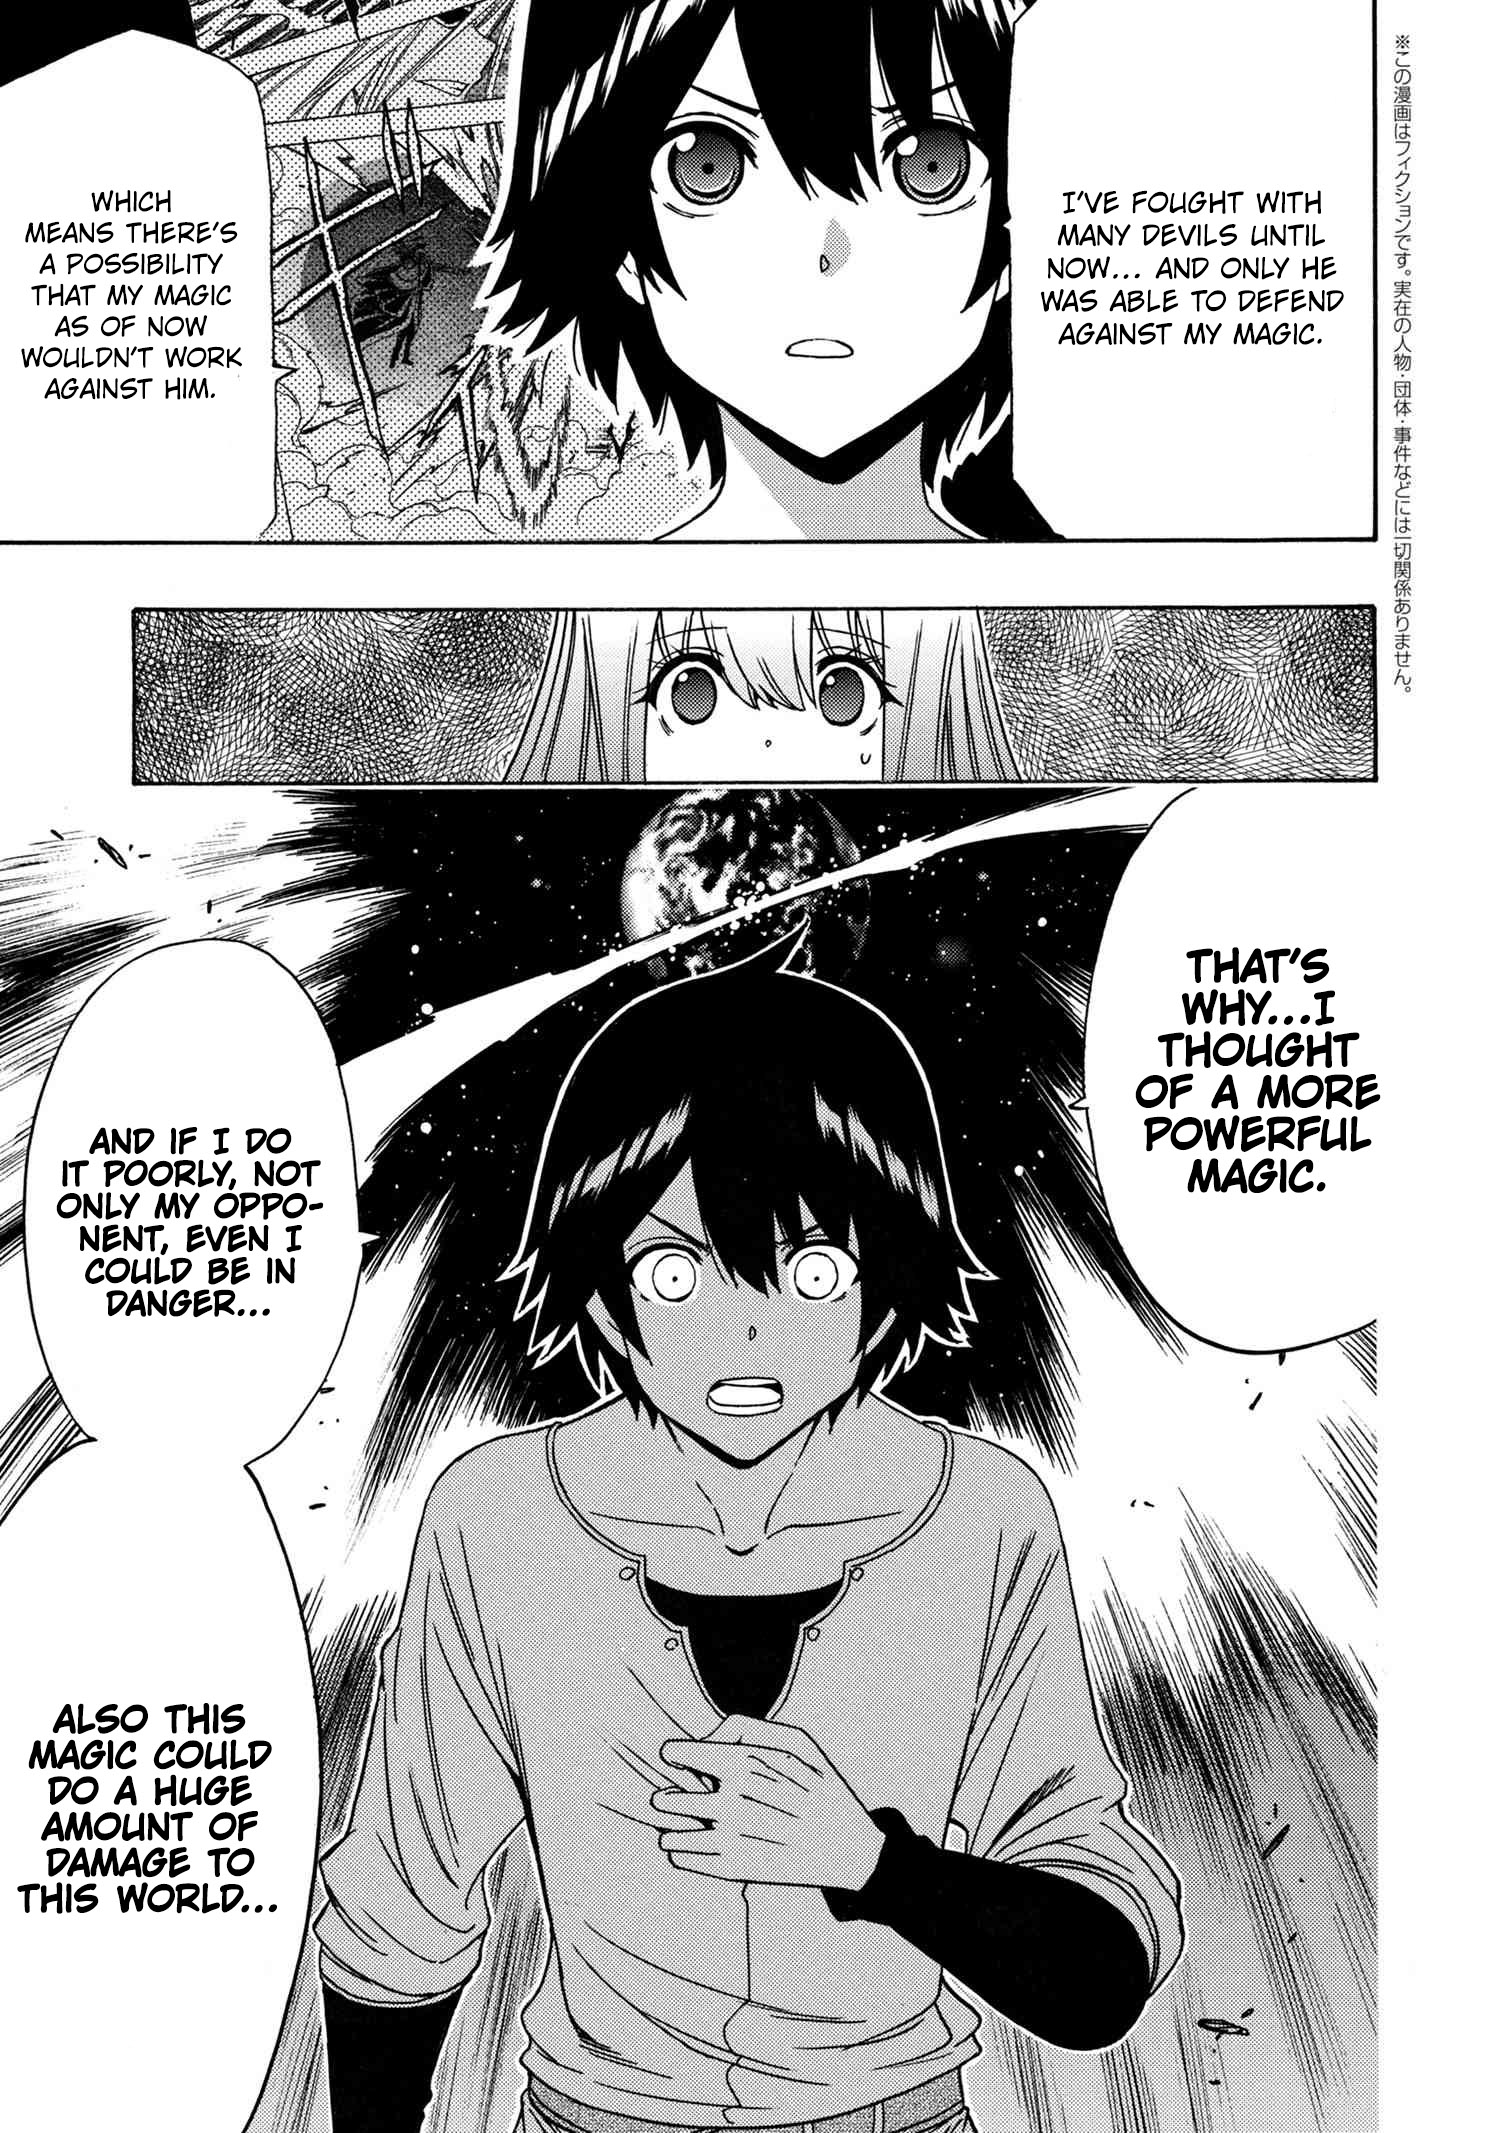 ※この漫画はフィクションです。実在の人物・団体・事件などには一切関係ありません。
I'VE FOUGHT WITH
MANY DEVILS UNTIL
NOW... AND ONLY HE
WAS ABLE TO DEFEND
AGAINST MY MAGIC.
WHICH
MEANS THERE'S
A POSSIBILITY
THAT MY MAGIC
AS OF NOW
WOULDN'T WORK
AGAINST HIM.
THAT'S
WHY...I
THOUGHT
OF A MORE
POWERFUL
MAGIC.
AND IF I DO
IT POORLY, NOT
ONLY MY OPPO-
NENT, EVEN I
COULD BE IN
DANGER...
ALSO THIS
MAGIC COULD
DO A HUGE
AMOUNT OF
DAMAGE TO
THIS WORLD...